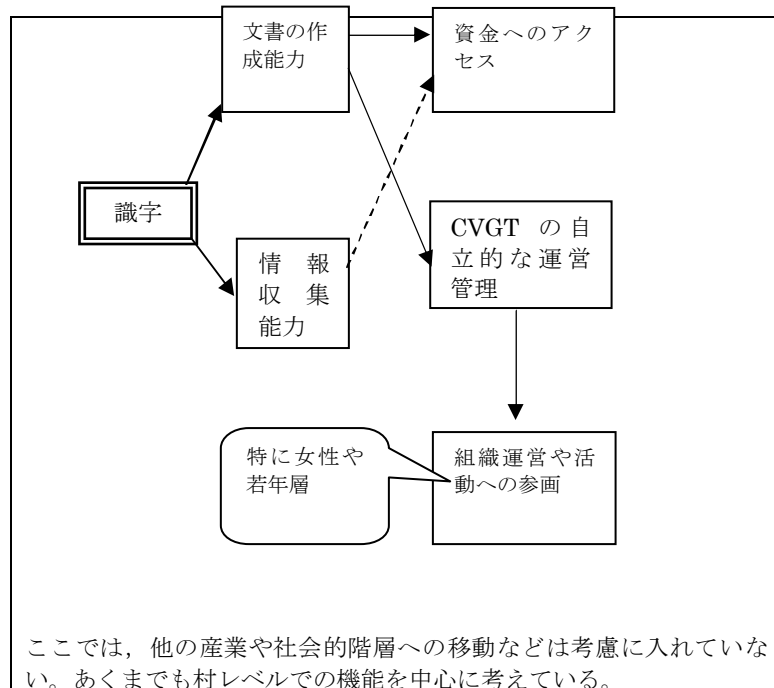 文書の作
成能力
資金へのアク
セス
識字
情報
収集
能力
CVGT の自
立的な運営
管理
特に女性や
若年層
組織運営や活
動への参画
ここでは，他の産業や社会的階層への移動などは考慮に入れていな
い。あくまでも村レベルでの機能を中心に考えている。